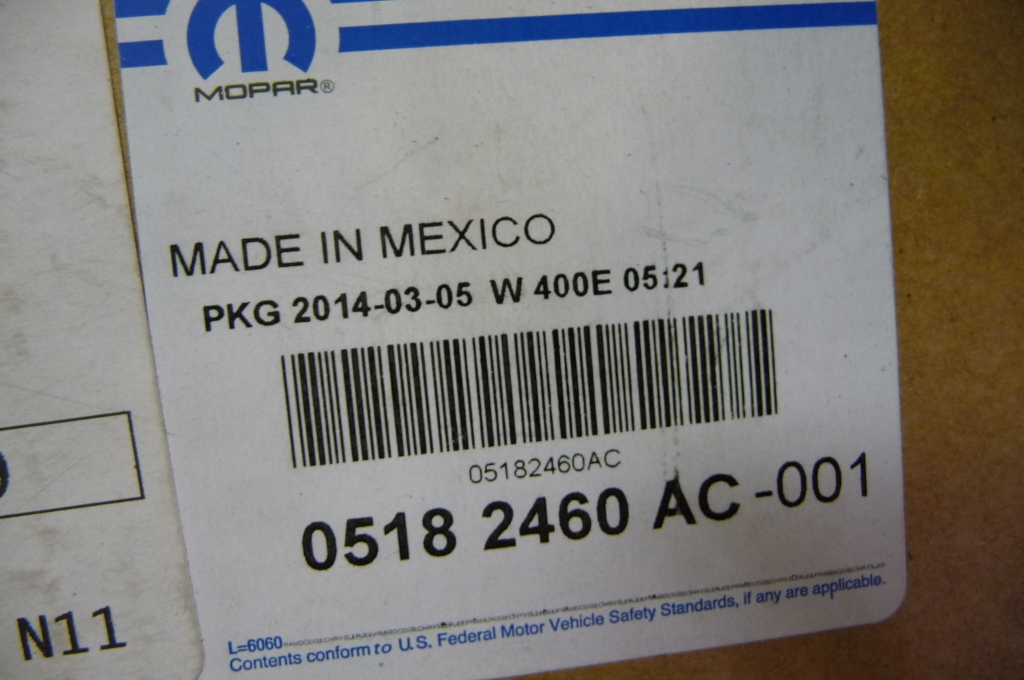 MOPAR®
MADE IN MEXICO
PKG 2014-03-05 W 400E 05:21
05182460AC
0518 2460 AC-001
L=6060
Contents conform to U.S. Federal Motor Vehicle Safety Standards, if any are applicable.
N11